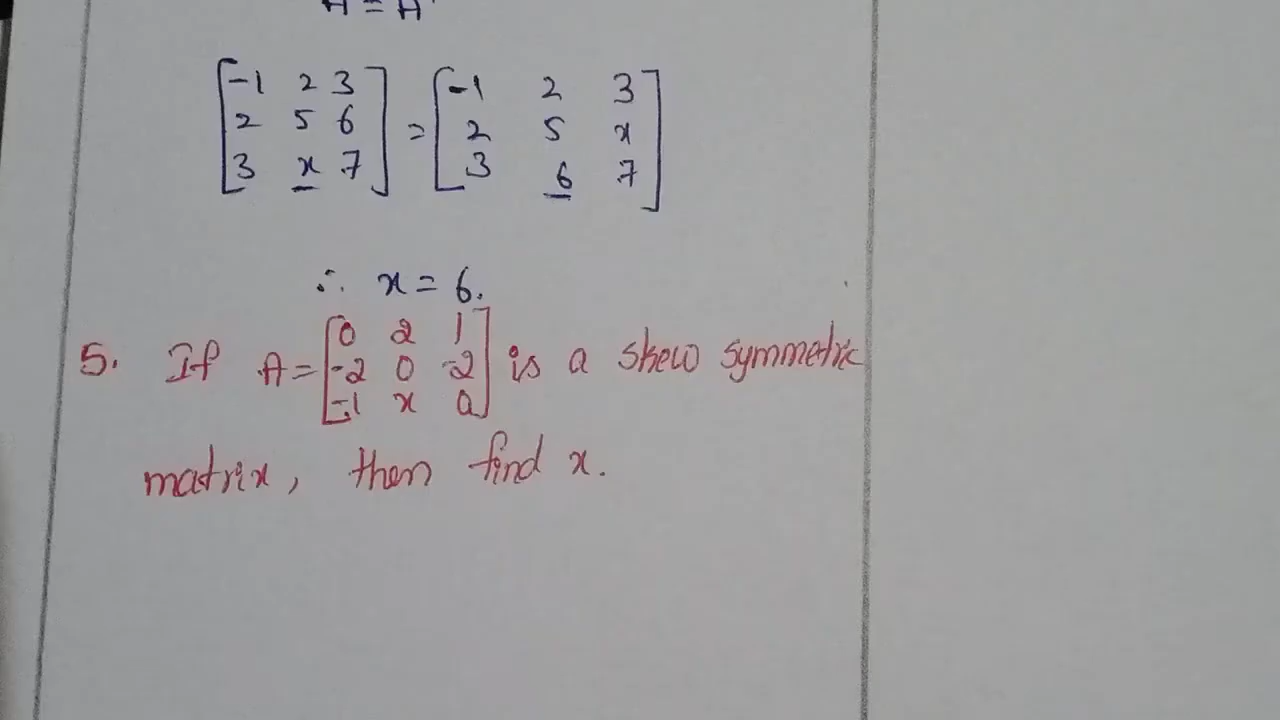 A = A'
[-1 2 3] = [-1 2 3]
[2 5 6] [2 5 x]
[3 x 7] [3 6 7]
∴ x = 6.
[0 2 1]
5. If A = [-2 0 -2] is a skew symmetric
[-1 x 0]
matrix, then find x.